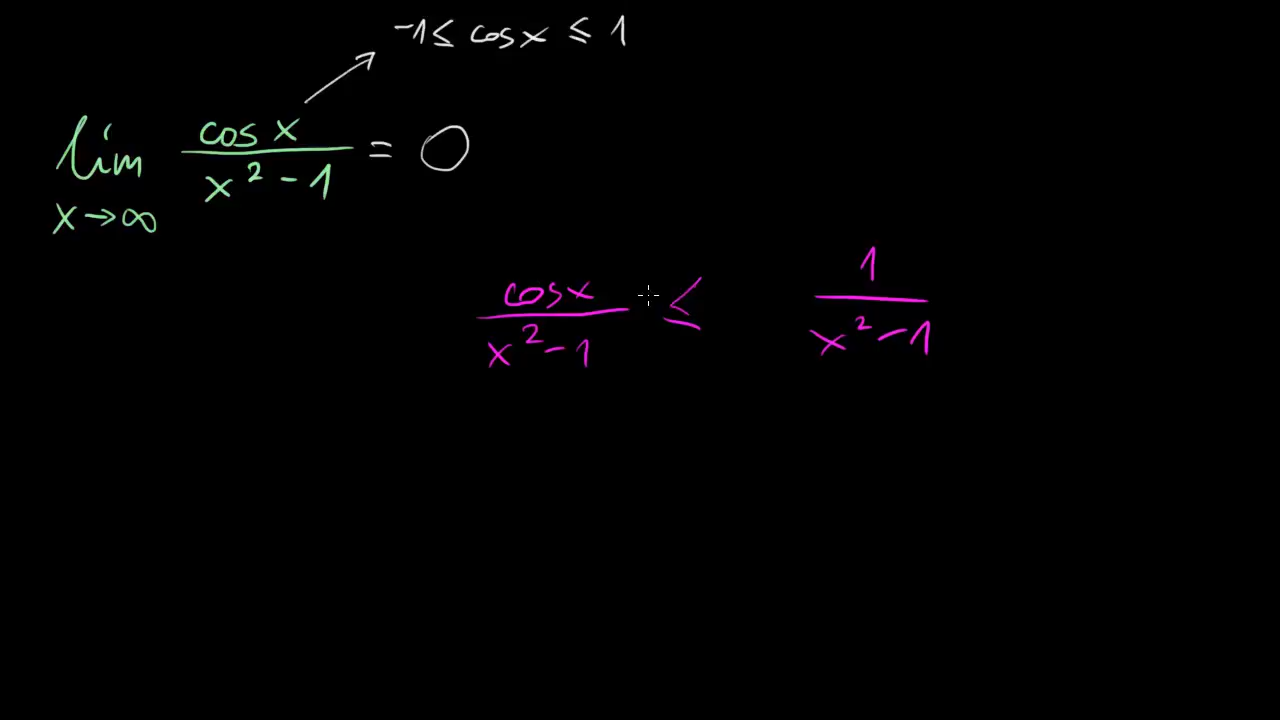 -1 ≤ cos x ≤ 1
lim x→∞ cos x / x² - 1 = 0
cos x / x² - 1 ≤ 1 / x² - 1